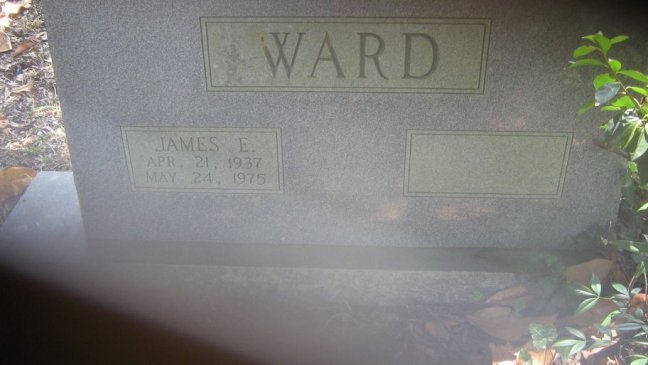 WARD
JAMES E.
APR. 21, 1937
MAY 24, 1975